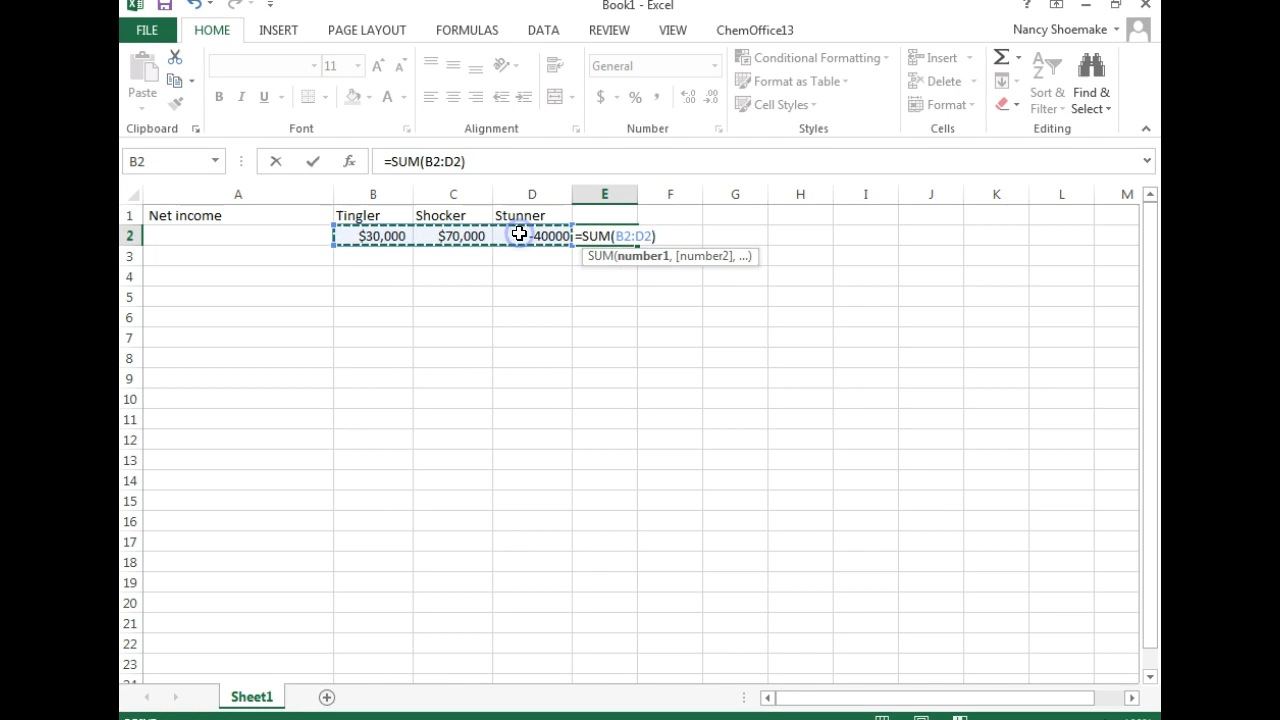 Book1 - Excel
?
FILE HOME INSERT PAGE LAYOUT FORMULAS DATA REVIEW VIEW ChemOffice13 Nancy Shoemake
Paste
11
B I U
A A
A
General
$ % ,
Conditional Formatting
Format as Table
Cell Styles
Insert
Delete
Format
Sort & Filter
Find & Select
Clipboard Font Alignment Number Styles Cells Editing
B2 fx =SUM(B2:D2)
A B C D E F G H I J K L M
1 Net income Tingler Shocker Stunner
2 $30,000 $70,000 -40000 =SUM(B2:D2)
3 SUM(number1, [number2], ...)
4
5
6
7
8
9
10
11
12
13
14
15
16
17
18
19
20
21
22
23
Sheet1